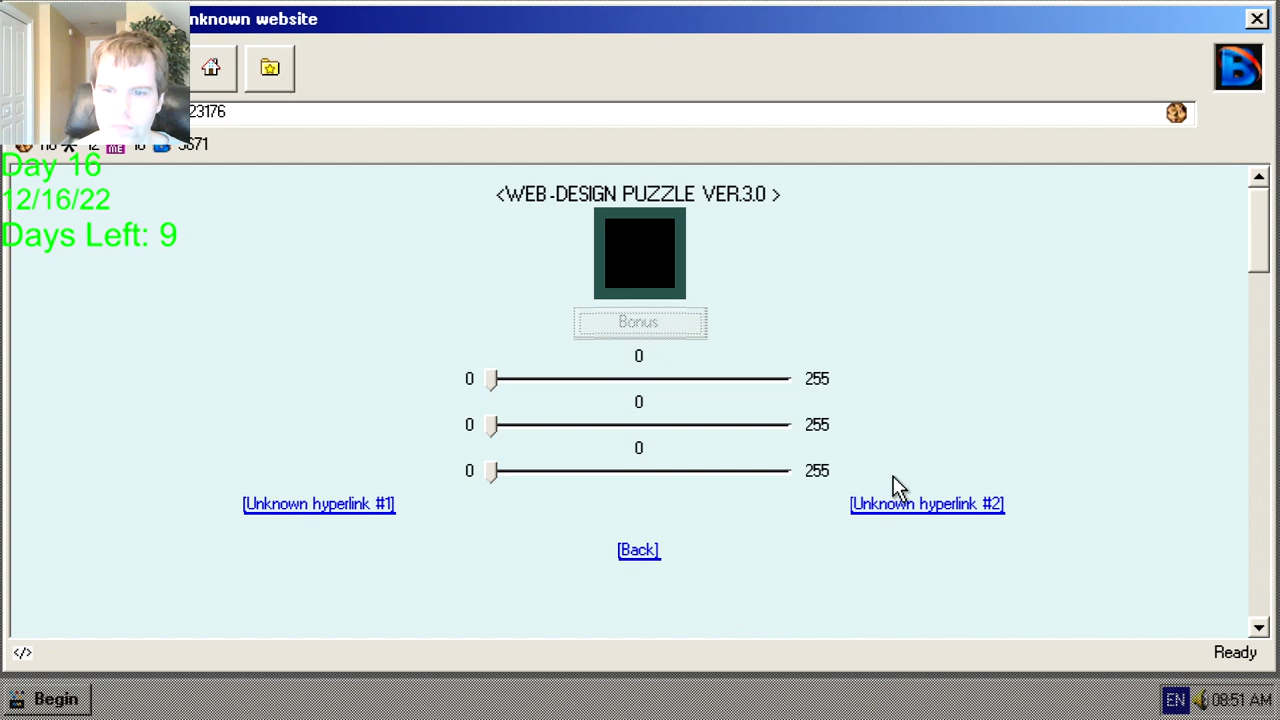 nknown website
23176
12
5671
Day 16
12/16/22
Days Left: 9
<WEB-DESIGN PUZZLE VER.3.0 >
Bonus
0
0 255
0
0 255
0
0 255
[Unknown hyperlink #1] [Unknown hyperlink #2]
[Back]
</> Ready
Begin EN 08:51 AM